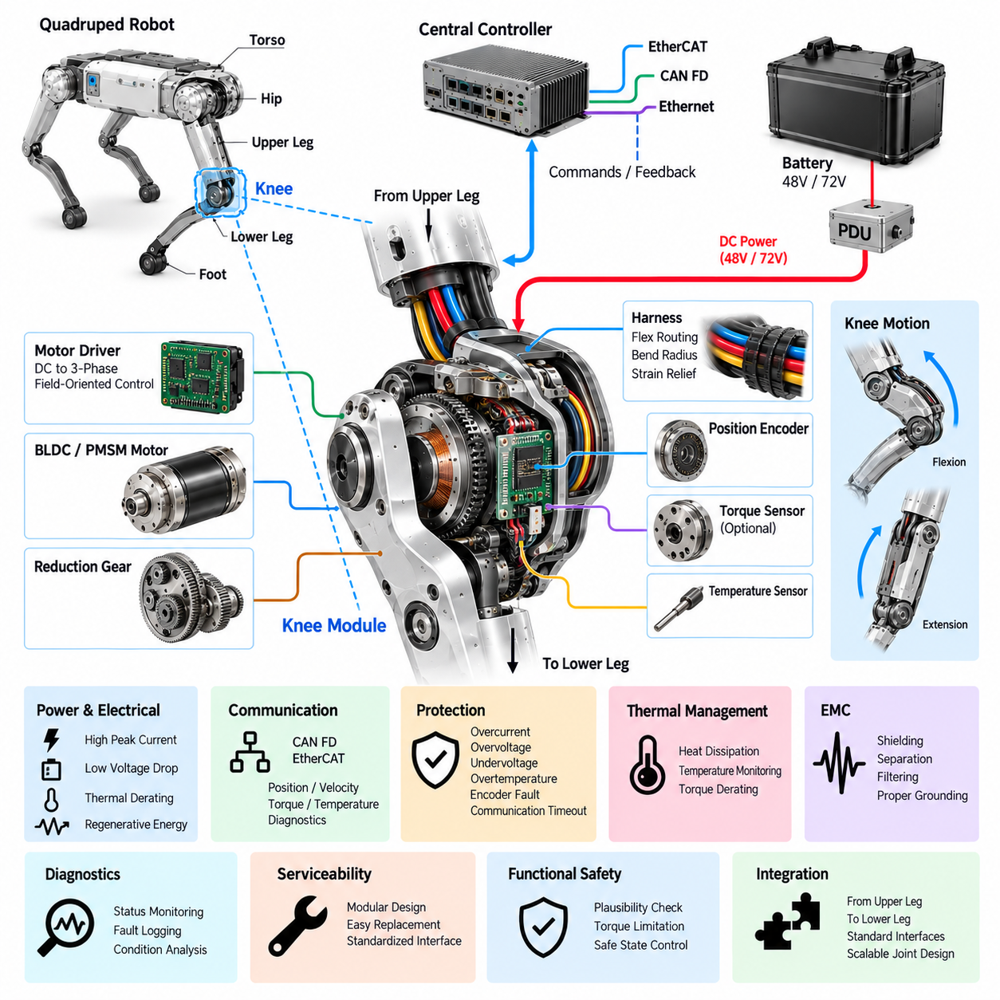 Quadruped Robot
Torso
Hip
Upper Leg
Knee
Lower Leg
Foot
Central Controller
EtherCAT
CAN FD
Ethernet
Commands / Feedback
Battery
48V / 72V
PDU
DC Power
(48V / 72V)
From Upper Leg
Motor Driver
DC to 3-Phase
Field-Oriented Control
BLDC / PMSM Motor
Reduction Gear
Knee Module
To Lower Leg
Harness
Flex Routing
Bend Radius
Strain Relief
Position Encoder
Torque Sensor
(Optional)
Temperature Sensor
Knee Motion
Flexion
Extension
Power & Electrical
High Peak Current
Low Voltage Drop
Thermal Derating
Regenerative Energy
Communication
CAN FD
EtherCAT
Position / Velocity
Torque / Temperature
Diagnostics
Protection
Overcurrent
Overvoltage
Undervoltage
Overtemperature
Encoder Fault
Communication Timeout
Thermal Management
Heat Dissipation
Temperature Monitoring
Torque Derating
EMC
Shielding
Separation
Filtering
Proper Grounding
Diagnostics
Status Monitoring
Fault Logging
Condition Analysis
Serviceability
Modular Design
Easy Replacement
Standardized Interface
Functional Safety
Plausibility Check
Torque Limitation
Safe State Control
Integration
From Upper Leg
To Lower Leg
Standard Interfaces
Scalable Joint Design